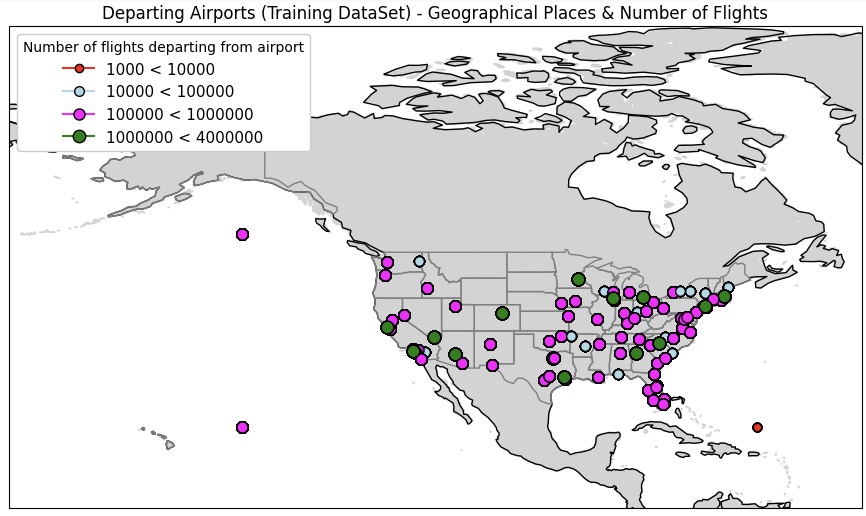 Departing Airports (Training DataSet) - Geographical Places & Number of Flights
Number of flights departing from airport
1000 < 10000
10000 < 100000
100000 < 1000000
1000000 < 4000000